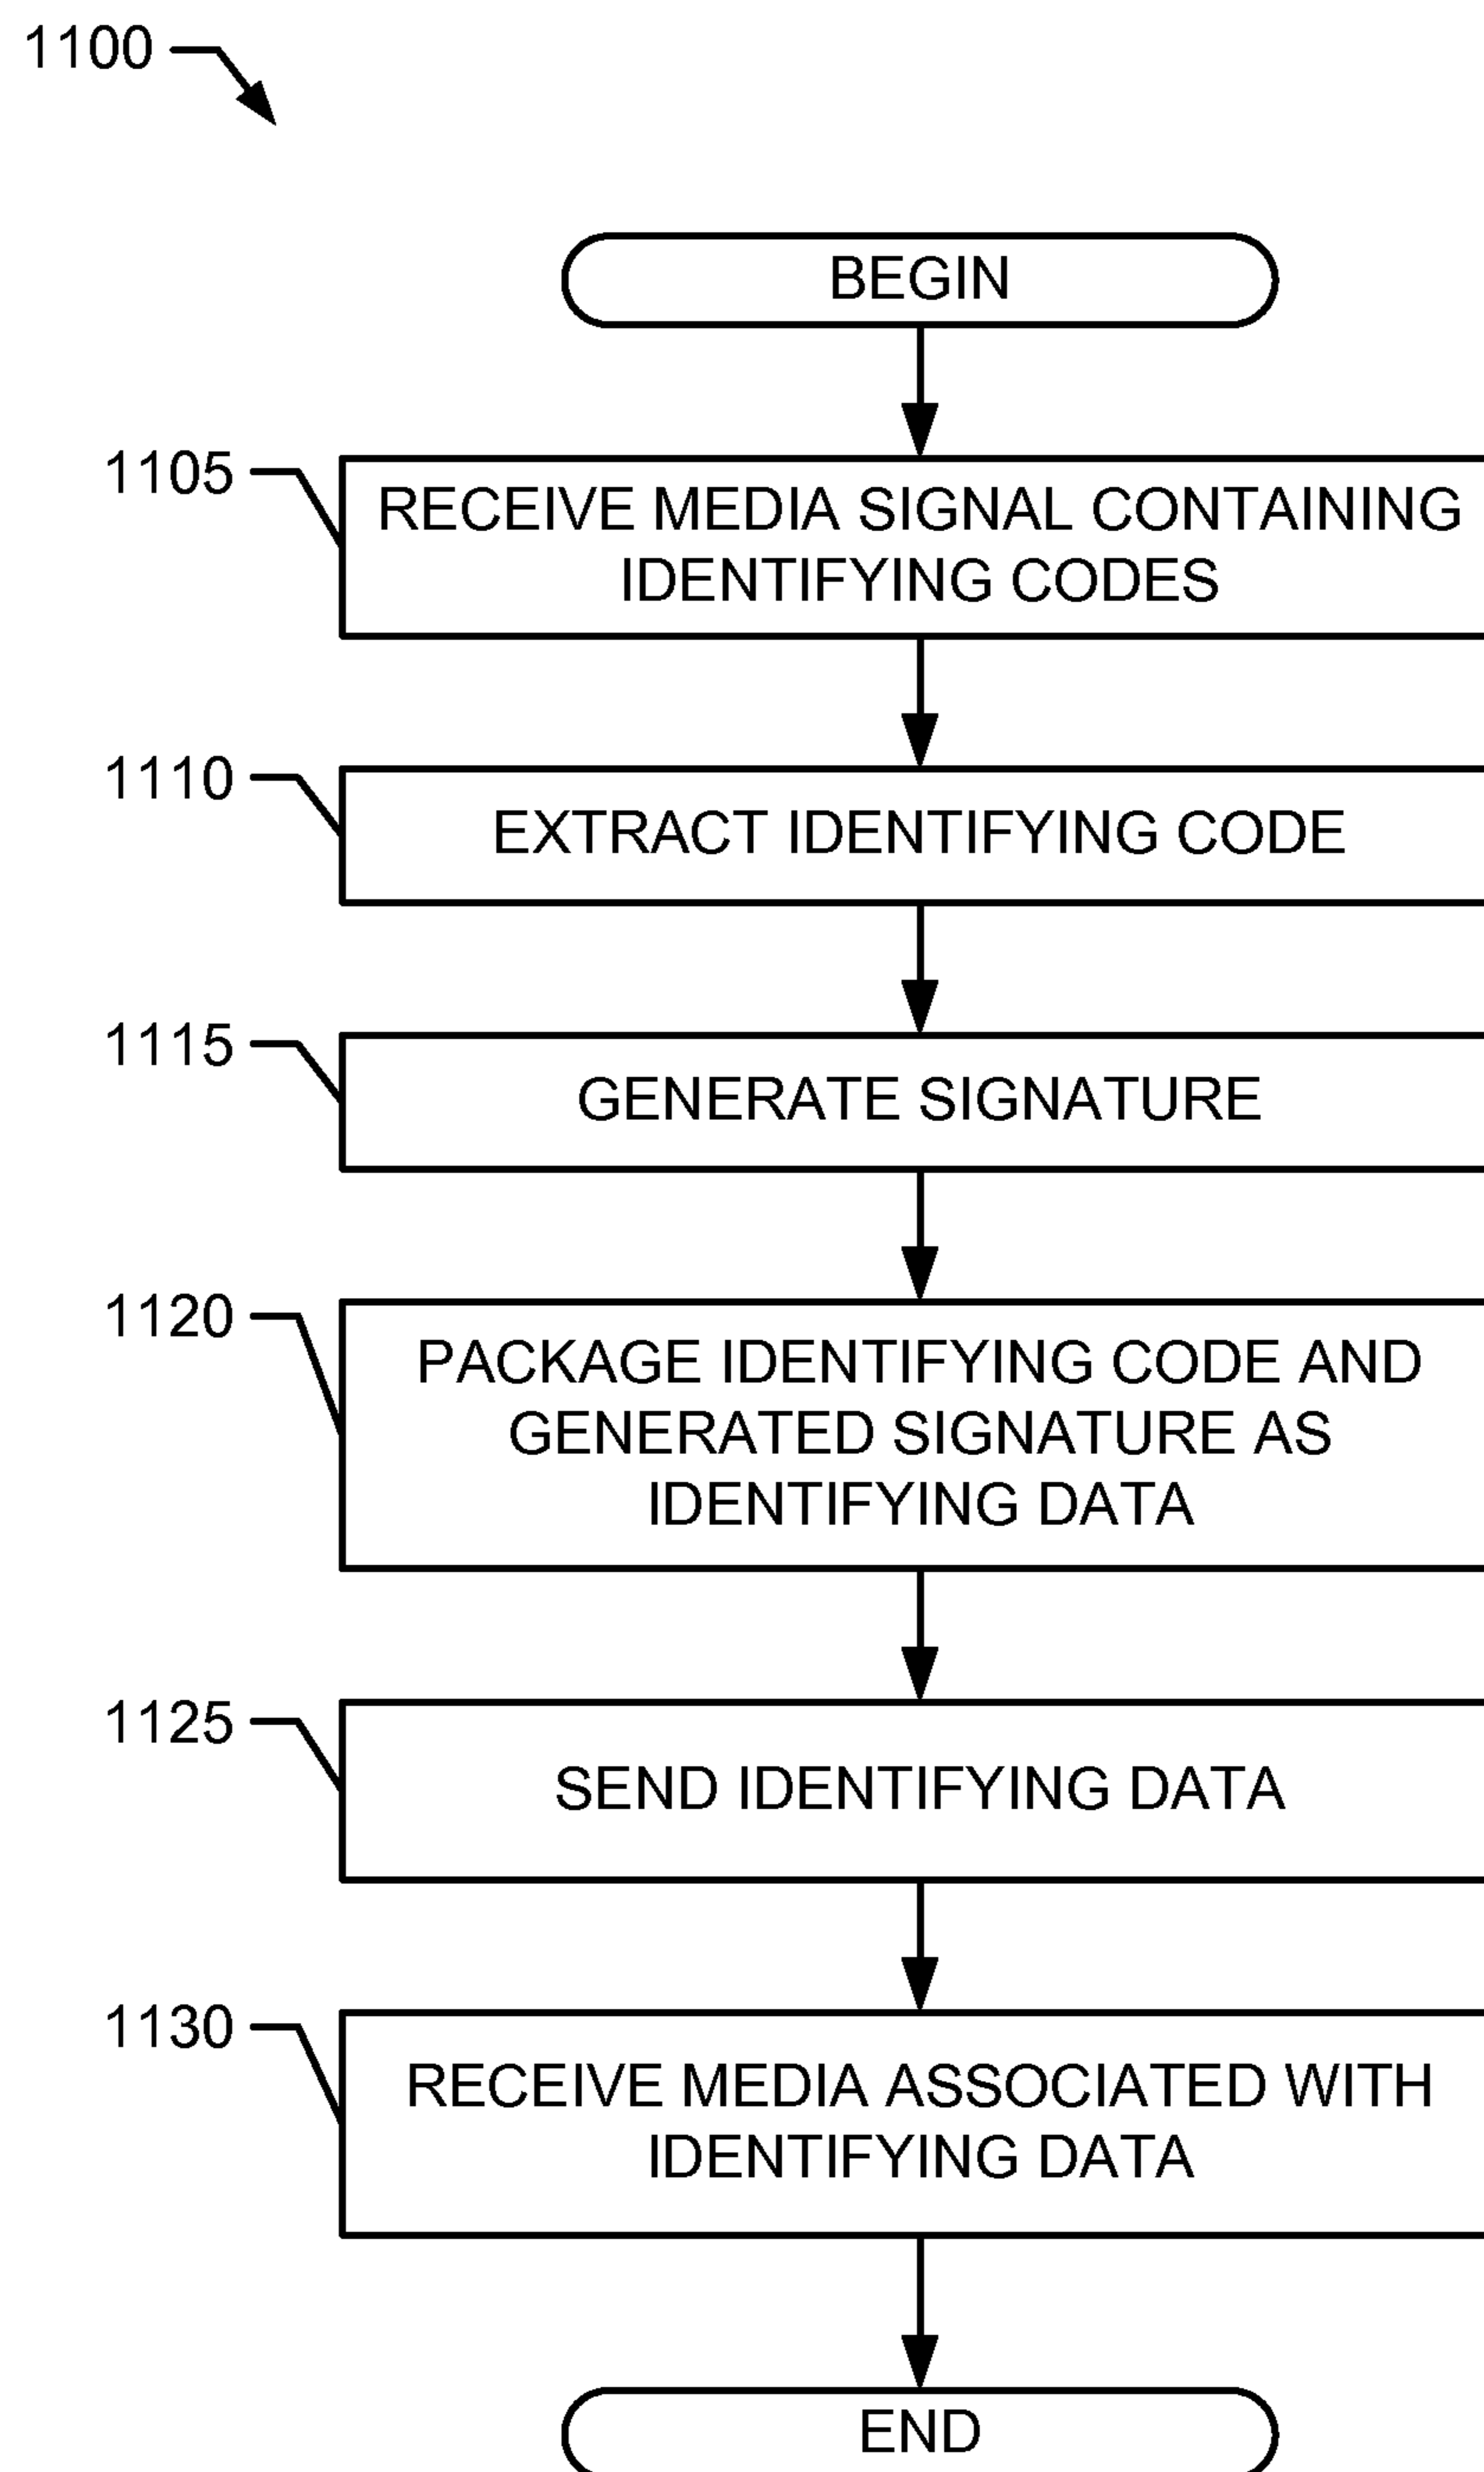 1100
BEGIN
1105
RECEIVE MEDIA SIGNAL CONTAINING
IDENTIFYING CODES
1110
EXTRACT IDENTIFYING CODE
1115
GENERATE SIGNATURE
1120
PACKAGE IDENTIFYING CODE AND
GENERATED SIGNATURE AS
IDENTIFYING DATA
1125
SEND IDENTIFYING DATA
1130
RECEIVE MEDIA ASSOCIATED WITH
IDENTIFYING DATA
END